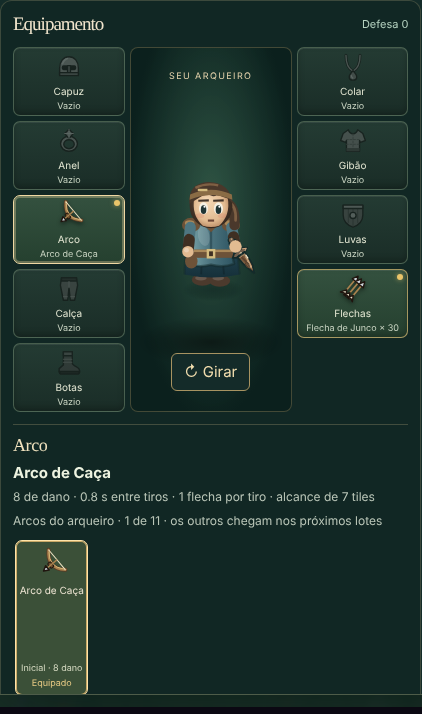 Equipamento
Defesa 0
Capuz
Vazio
SEU ARQUEIRO
Colar
Vazio
Anel
Vazio
Gibão
Vazio
Arco
Arco de Caça
Luvas
Vazio
Calça
Vazio
Flechas
Flecha de Junco × 30
Botas
Vazio
↻ Girar
Arco
Arco de Caça
8 de dano · 0.8 s entre tiros · 1 flecha por tiro · alcance de 7 tiles
Arcos do arqueiro · 1 de 11 · os outros chegam nos próximos lotes
Arco de Caça
Inicial · 8 dano
Equipado